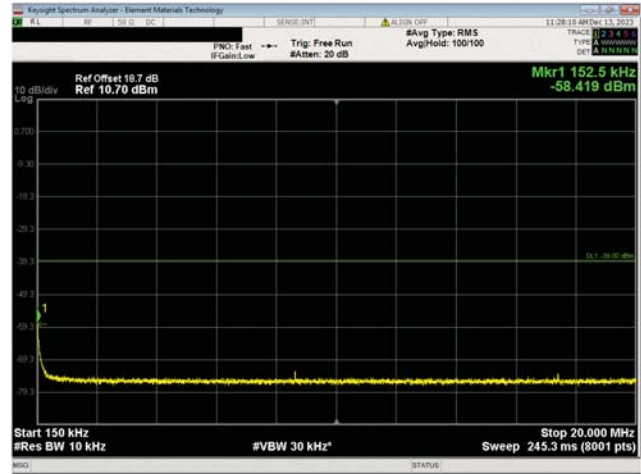 Keysight Spectrum Analyzer - Element Materials Technology
RL RF 50 Ω DC SENSE:INT ALIGN OFF 11:28:10 AM Dec 13, 2023
PNO: Fast Trig: Free Run #Avg Type: RMS TRACE 1 2 3 4 5 6
IFGain:Low #Atten: 20 dB Avg|Hold: 100/100 TYPE A WWWWW
DET A N N N N N
Mkr1 152.5 kHz
-58.419 dBm
Ref Offset 18.7 dB
10 dB/div Ref 10.70 dBm
Log
0.700
-9.30
-19.3
-29.3
DL1 -39.00 dBm
-39.3
-49.3
1
-59.3
-69.3
-79.3
Start 150 kHz Stop 20.000 MHz
#Res BW 10 kHz #VBW 30 kHz* Sweep 245.3 ms (8001 pts)
MSG STATUS